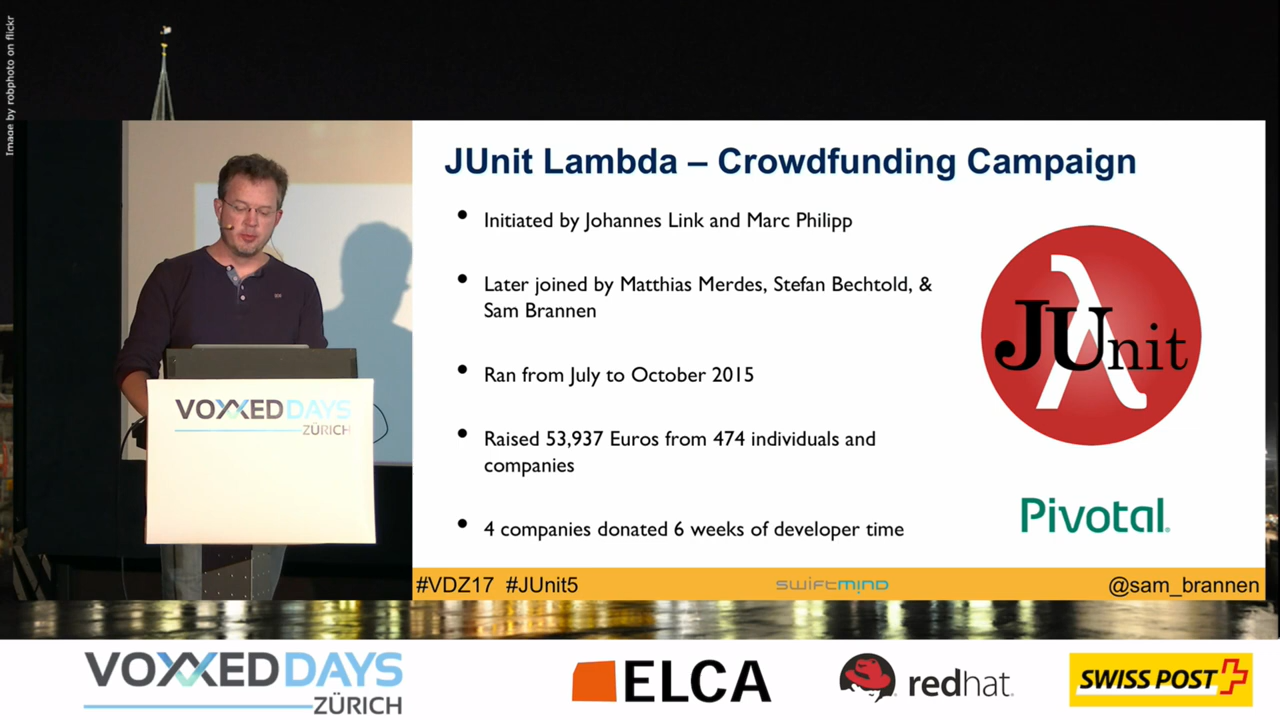 Image by robphoto on flickr
JUnit Lambda – Crowdfunding Campaign
• Initiated by Johannes Link and Marc Philipp
• Later joined by Matthias Merdes, Stefan Bechtold, &
Sam Brannen
• Ran from July to October 2015
• Raised 53,937 Euros from 474 individuals and
companies
• 4 companies donated 6 weeks of developer time
JUnit
λ
Pivotal
VOXXED DAYS
ZÜRICH
#VDZ17 #JUnit5
swiftmind
@sam_brannen
VOXXED DAYS
ZÜRICH
ELCA
redhat.
SWISS POST